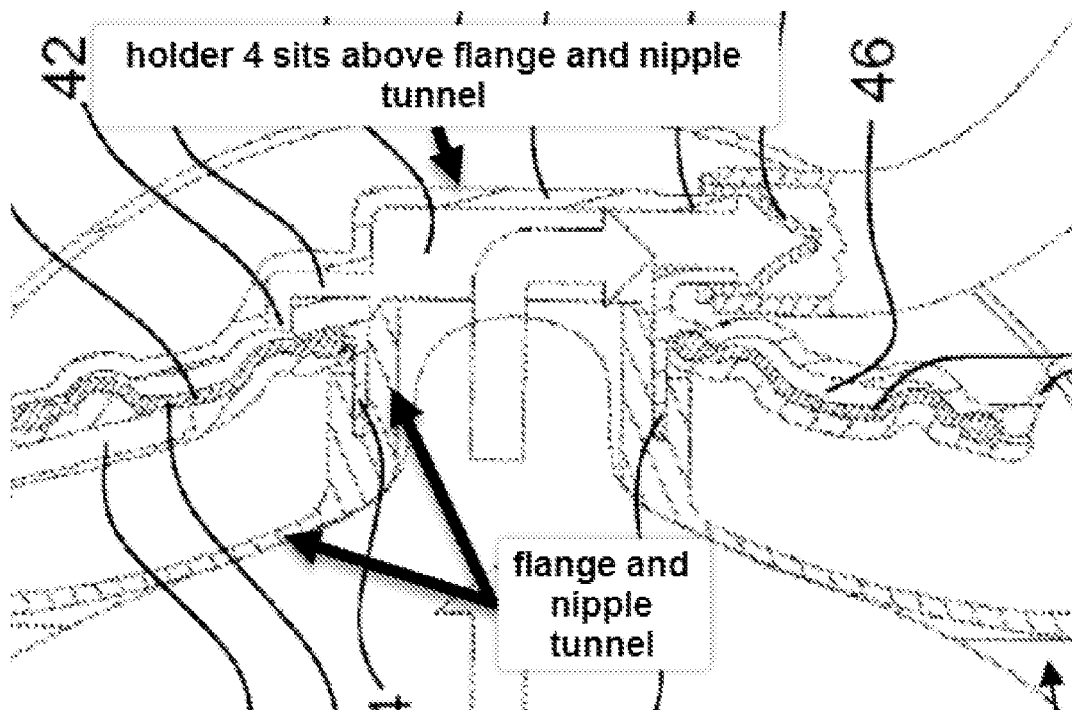 holder 4 sits above flange and nipple
tunnel
42
46
flange and
nipple
tunnel